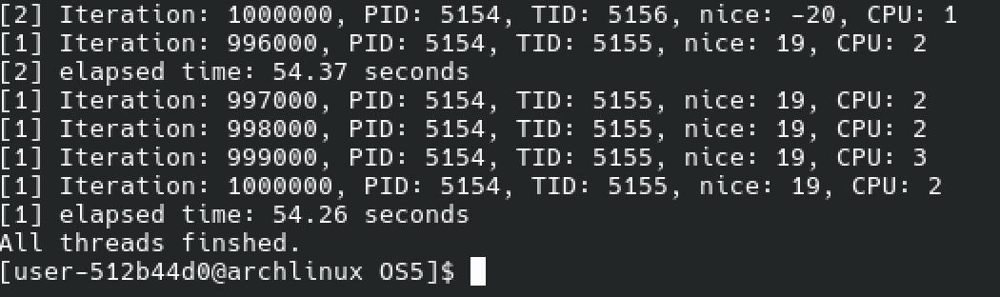 [2] Iteration: 1000000, PID: 5154, TID: 5156, nice: -20, CPU: 1
[1] Iteration: 996000, PID: 5154, TID: 5155, nice: 19, CPU: 2
[2] elapsed time: 54.37 seconds
[1] Iteration: 997000, PID: 5154, TID: 5155, nice: 19, CPU: 2
[1] Iteration: 998000, PID: 5154, TID: 5155, nice: 19, CPU: 2
[1] Iteration: 999000, PID: 5154, TID: 5155, nice: 19, CPU: 3
[1] Iteration: 1000000, PID: 5154, TID: 5155, nice: 19, CPU: 2
[1] elapsed time: 54.26 seconds
All threads finshed.
[user-512b44d0@archlinux OS5]$